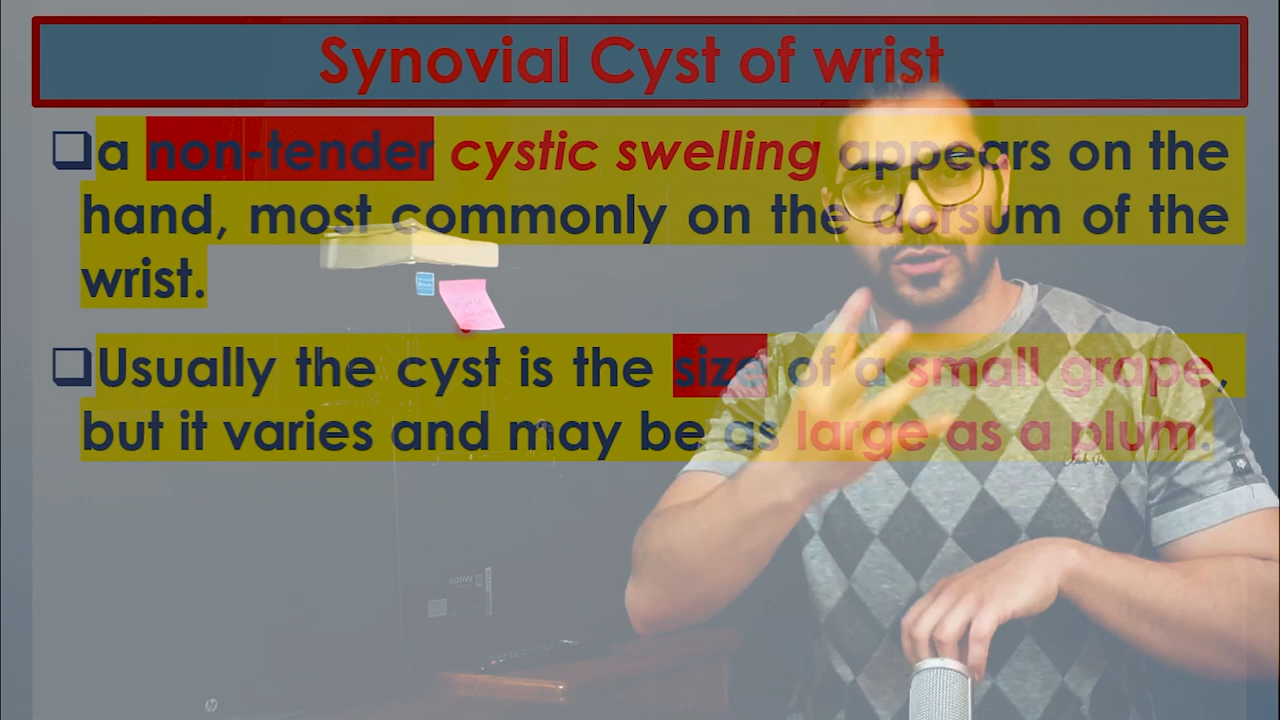 Synovial Cyst of wrist
❑a non-tender cystic swelling appears on the
hand, most commonly on the dorsum of the
wrist.
❑Usually the cyst is the size of a small grape,
but it varies and may be as large as a plum.
600W
hp